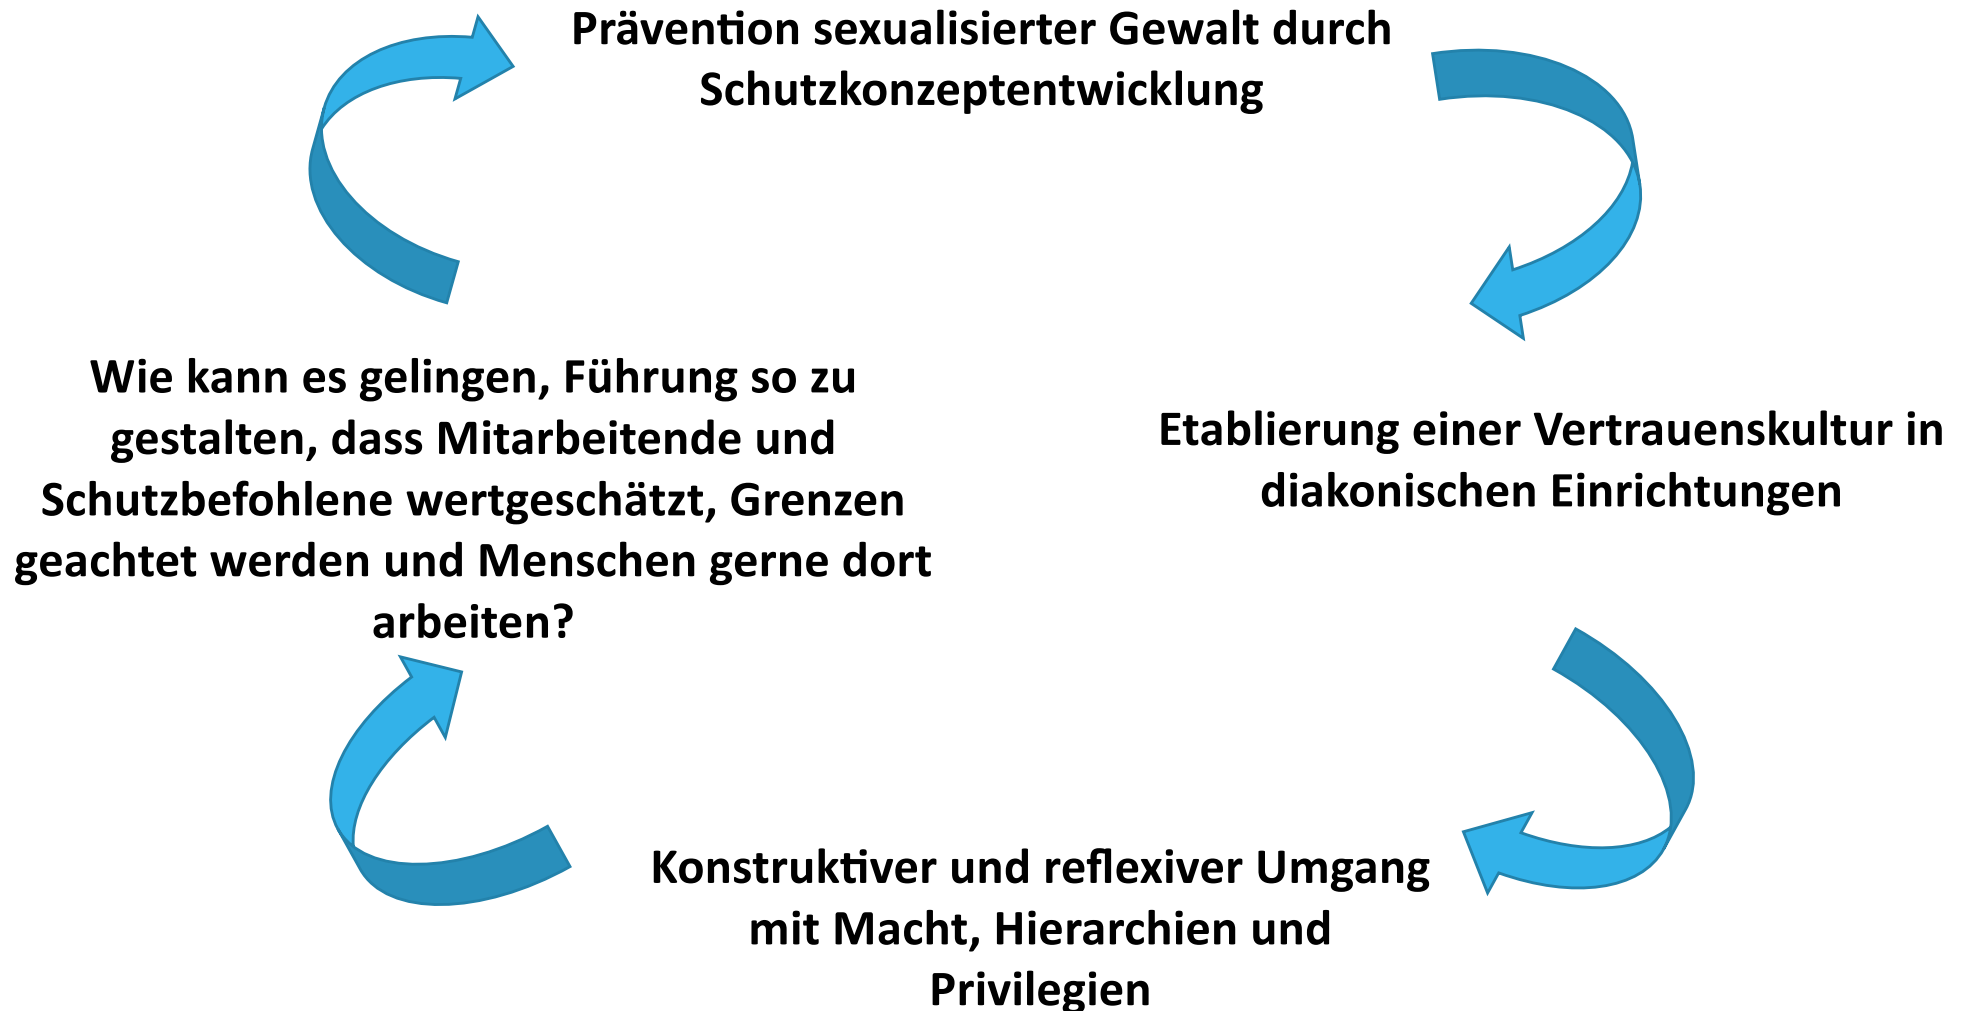 Prävention sexualisierter Gewalt durch
Schutzkonzeptentwicklung
Etablierung einer Vertrauenskultur in
diakonischen Einrichtungen
Konstruktiver und reflexiver Umgang
mit Macht, Hierarchien und
Privilegien
Wie kann es gelingen, Führung so zu
gestalten, dass Mitarbeitende und
Schutzbefohlene wertgeschätzt, Grenzen
geachtet werden und Menschen gerne dort
arbeiten?